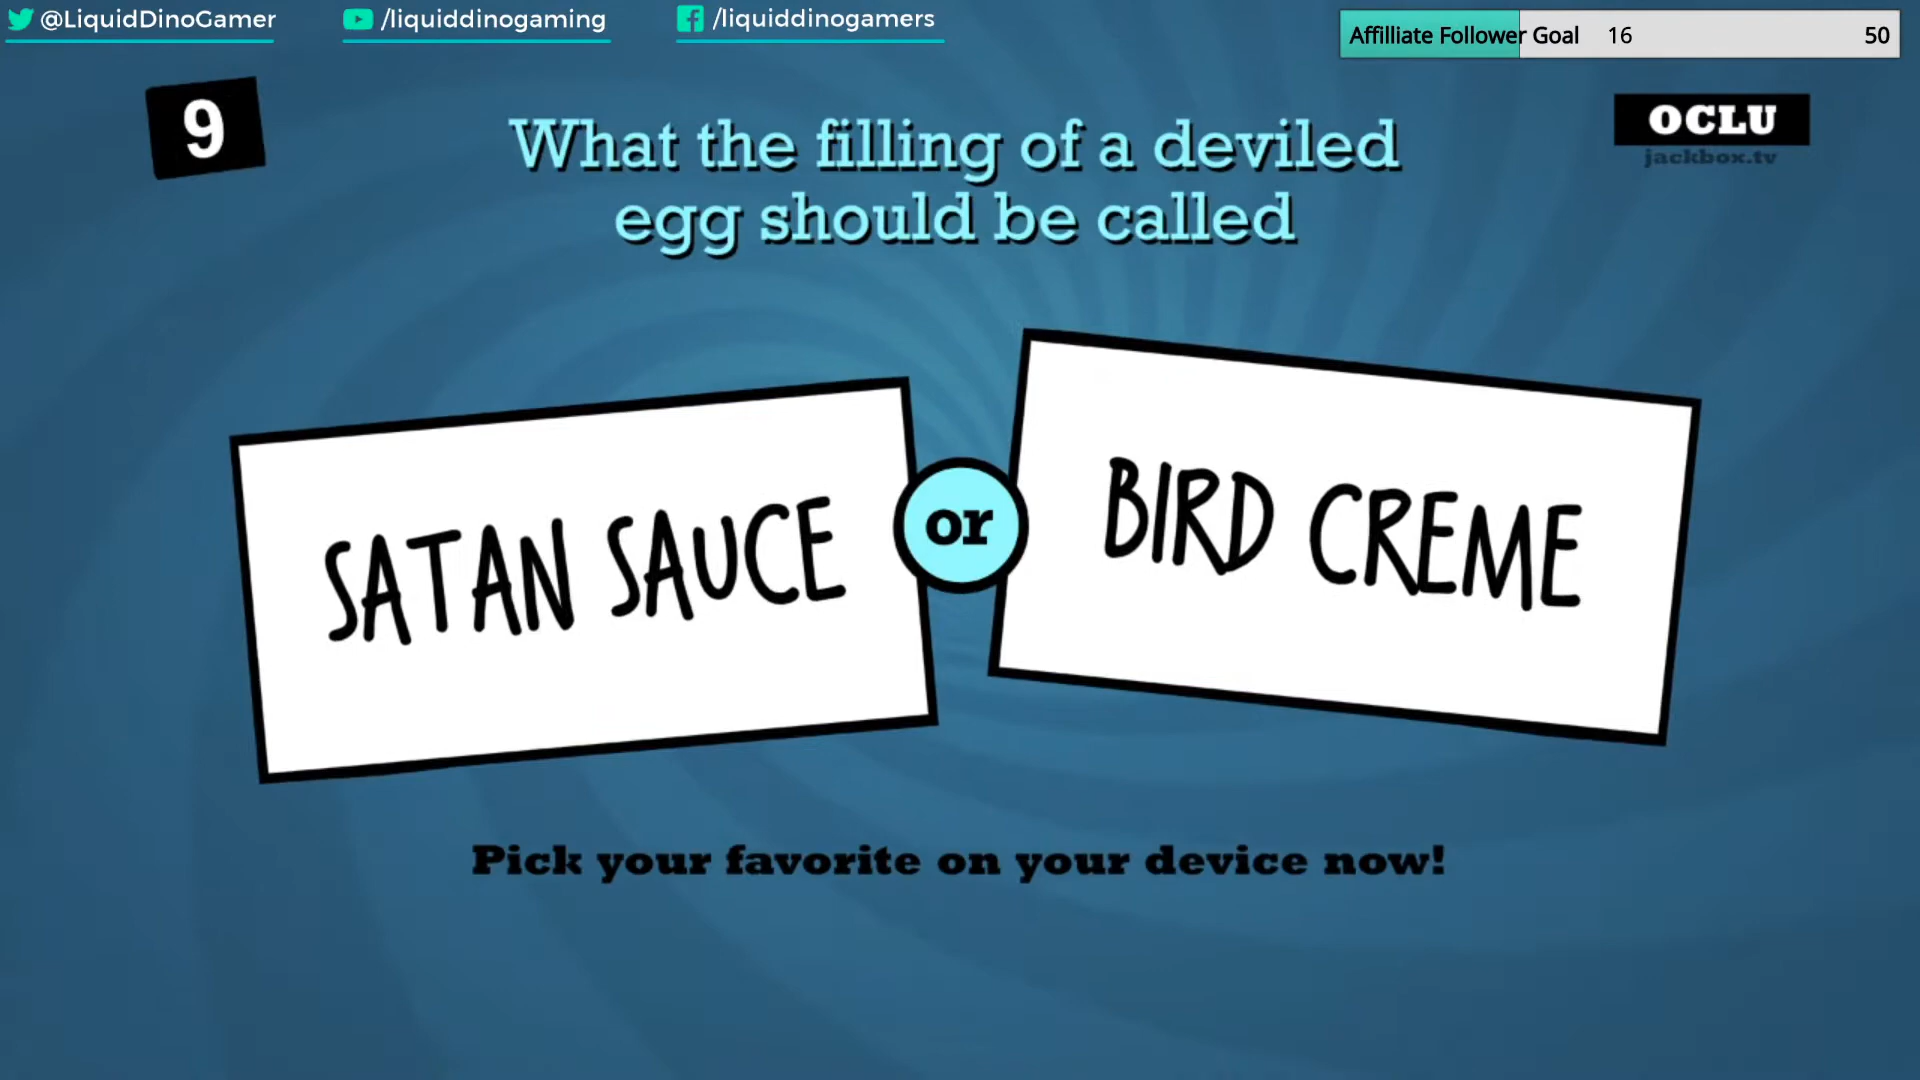 @LiquidDinoGamer /liquiddinogaming /liquiddinogamers
Affilliate Follower Goal 16 50
9
OCLU
jackbox.tv
What the filling of a deviled
egg should be called
SATAN SAUCE
or
BIRD CREME
Pick your favorite on your device now!